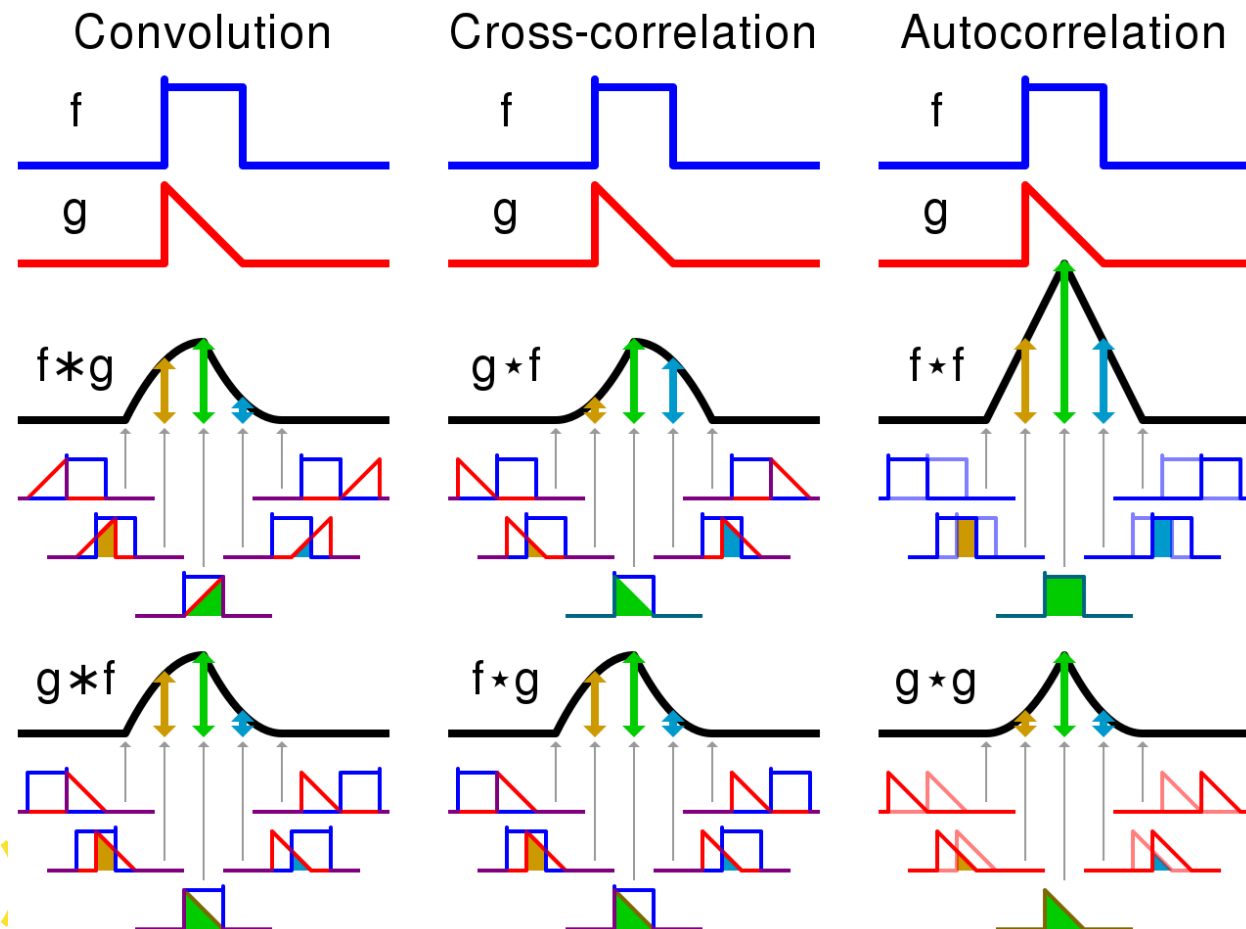 Convolution Cross-correlation Autocorrelation
f f f
g g g
f∗g g⋆f f⋆f
g∗f f⋆g g⋆g